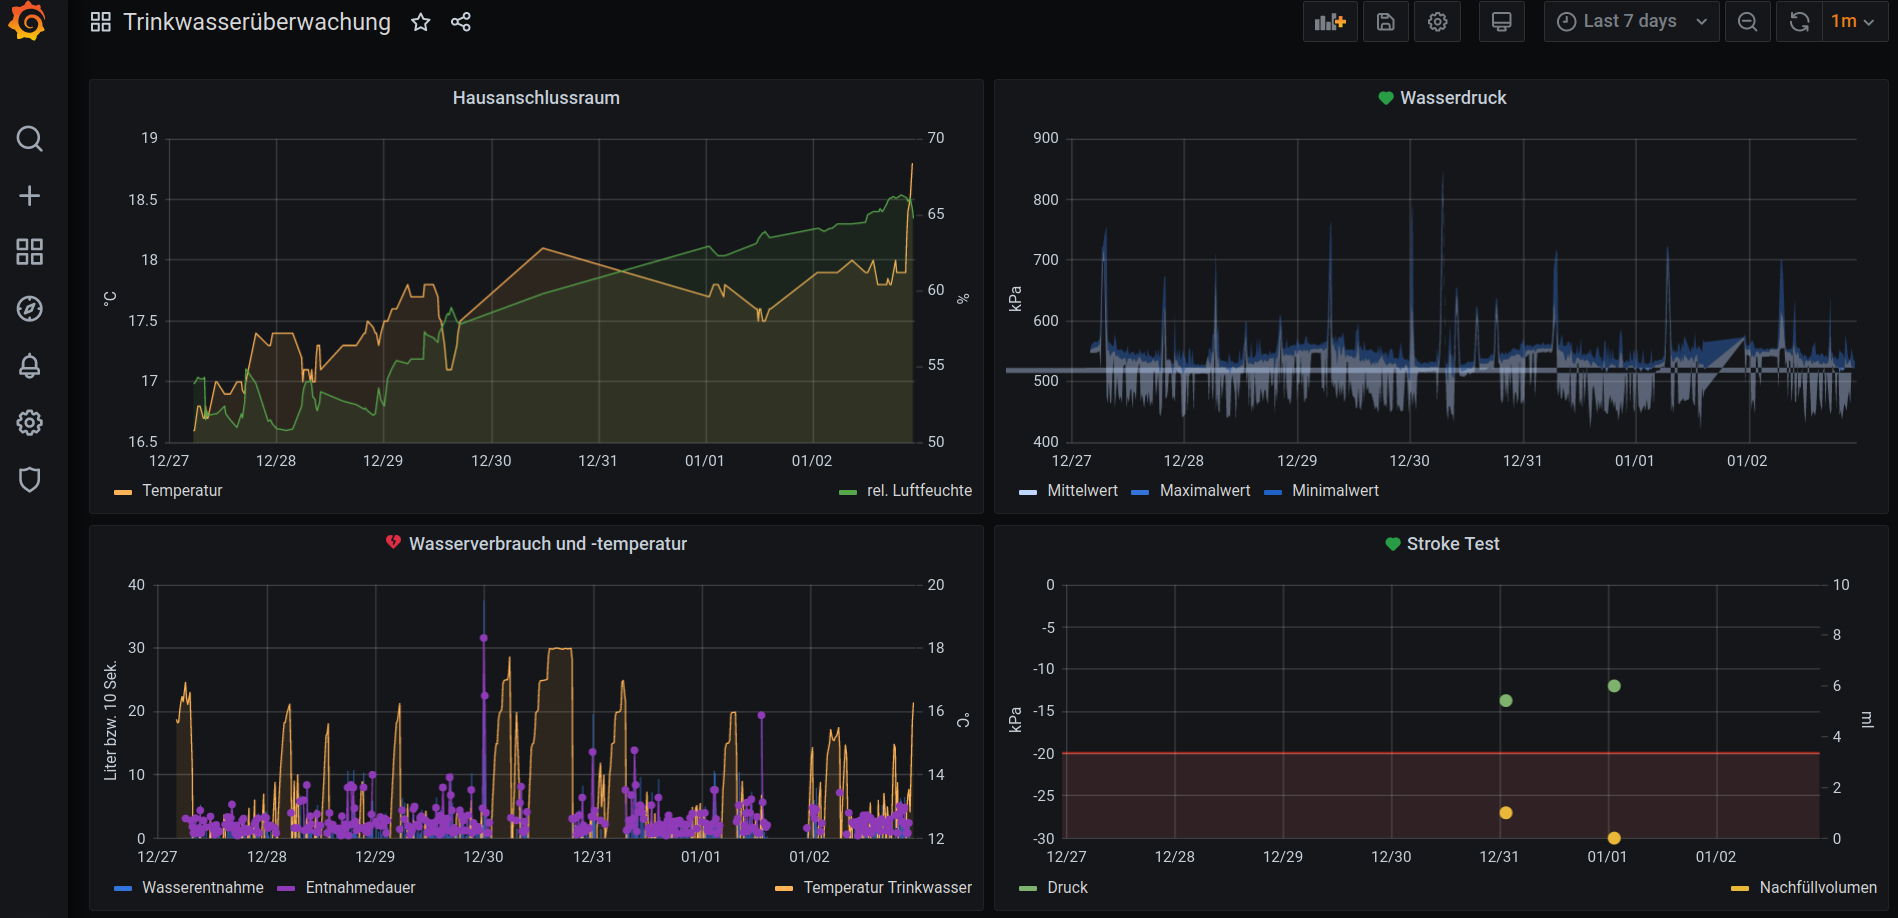 Trinkwasserüberwachung
Last 7 days
1m
Hausanschlussraum
19
18.5
18
17.5
17
16.5
°C
70
65
60
55
50
%
12/27 12/28 12/29 12/30 12/31 01/01 01/02
Temperatur
rel. Luftfeuchte
Wasserdruck
900
800
700
600
500
400
kPa
12/27 12/28 12/29 12/30 12/31 01/01 01/02
Mittelwert Maximalwert Minimalwert
Wasserverbrauch und -temperatur
40
30
20
10
0
Liter bzw. 10 Sek.
20
18
16
14
12
°C
12/27 12/28 12/29 12/30 12/31 01/01 01/02
Wasserentnahme Entnahmedauer
Temperatur Trinkwasser
Stroke Test
0
-5
-10
-15
-20
-25
-30
kPa
10
8
6
4
2
0
ml
12/27 12/28 12/29 12/30 12/31 01/01 01/02
Druck
Nachfüllvolumen